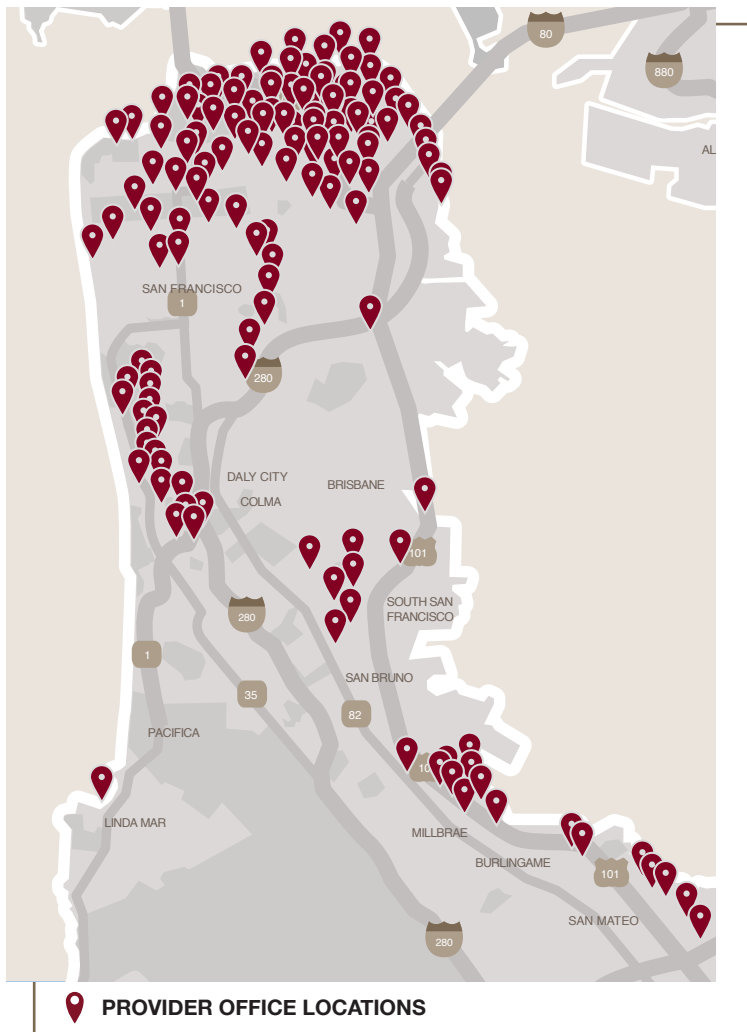 80
880
AL
SAN FRANCISCO
1
280
DALY CITY
COLMA
BRISBANE
101
SOUTH SAN
FRANCISCO
280
1
35
SAN BRUNO
82
PACIFICA
10
LINDA MAR
MILLBRAE
BURLINGAME
101
SAN MATEO
280
PROVIDER OFFICE LOCATIONS